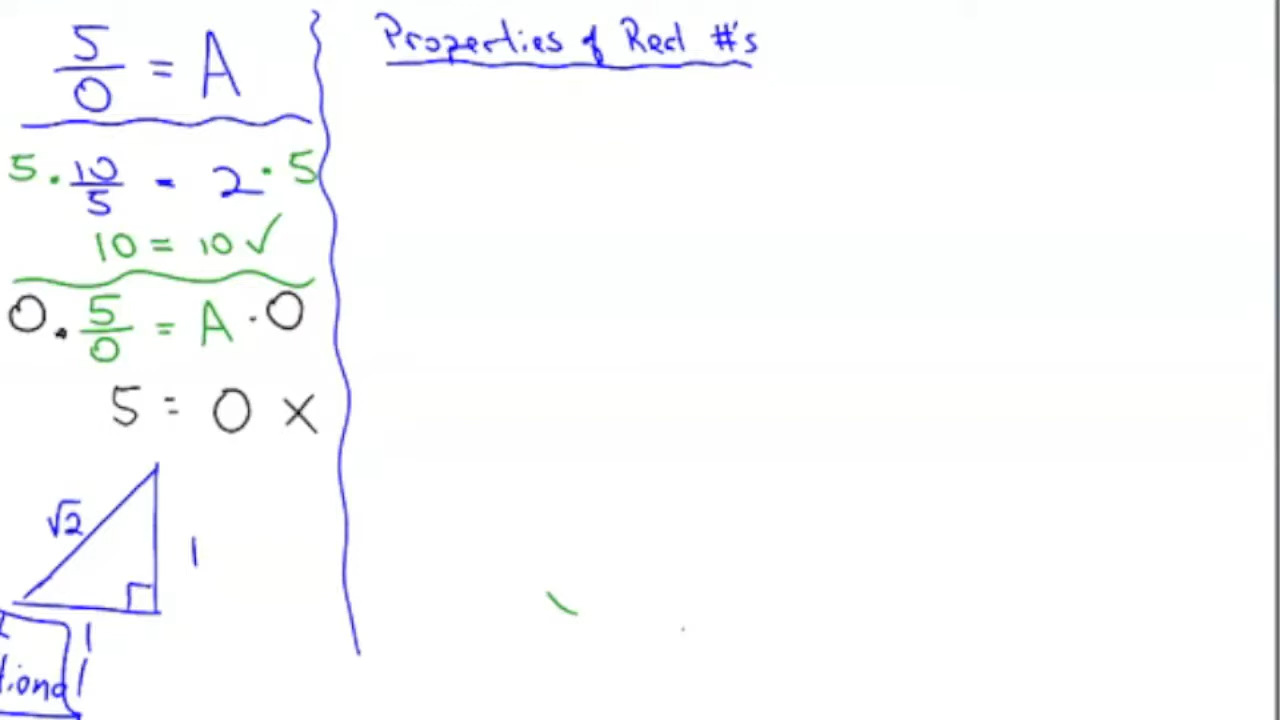 5/0 = A
5 · 10/5 = 2 · 5
10 = 10 ✓
0 · 5/0 = A · 0
5 = 0 ×
√2
1
1
tional
Properties of Real #'s